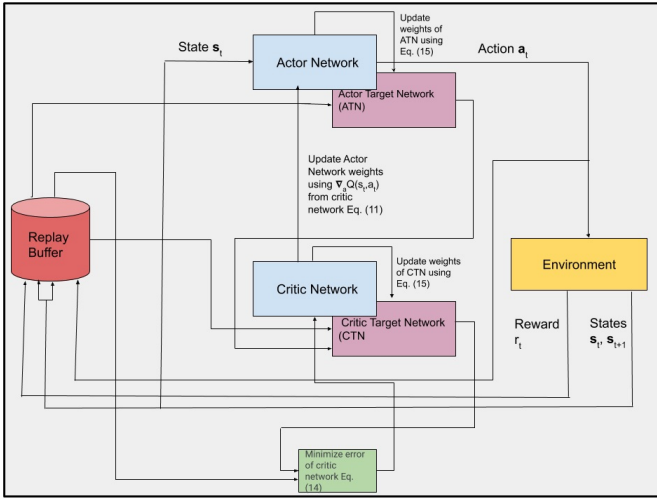 State s_t
Update
weights of
ATN using
Eq. (15)
Actor Network
Action a_t
Actor Target Network
(ATN)
Update Actor
Network weights
using ∇_aQ(s_t,a_t)
from critic
network Eq. (11)
Replay
Buffer
Update weights
of CTN using
Eq. (15)
Environment
Critic Network
Critic Target Network
(CTN
Reward
r_t
States
s_t, s_{t+1}
Minimize error
of critic
network Eq.
(14)